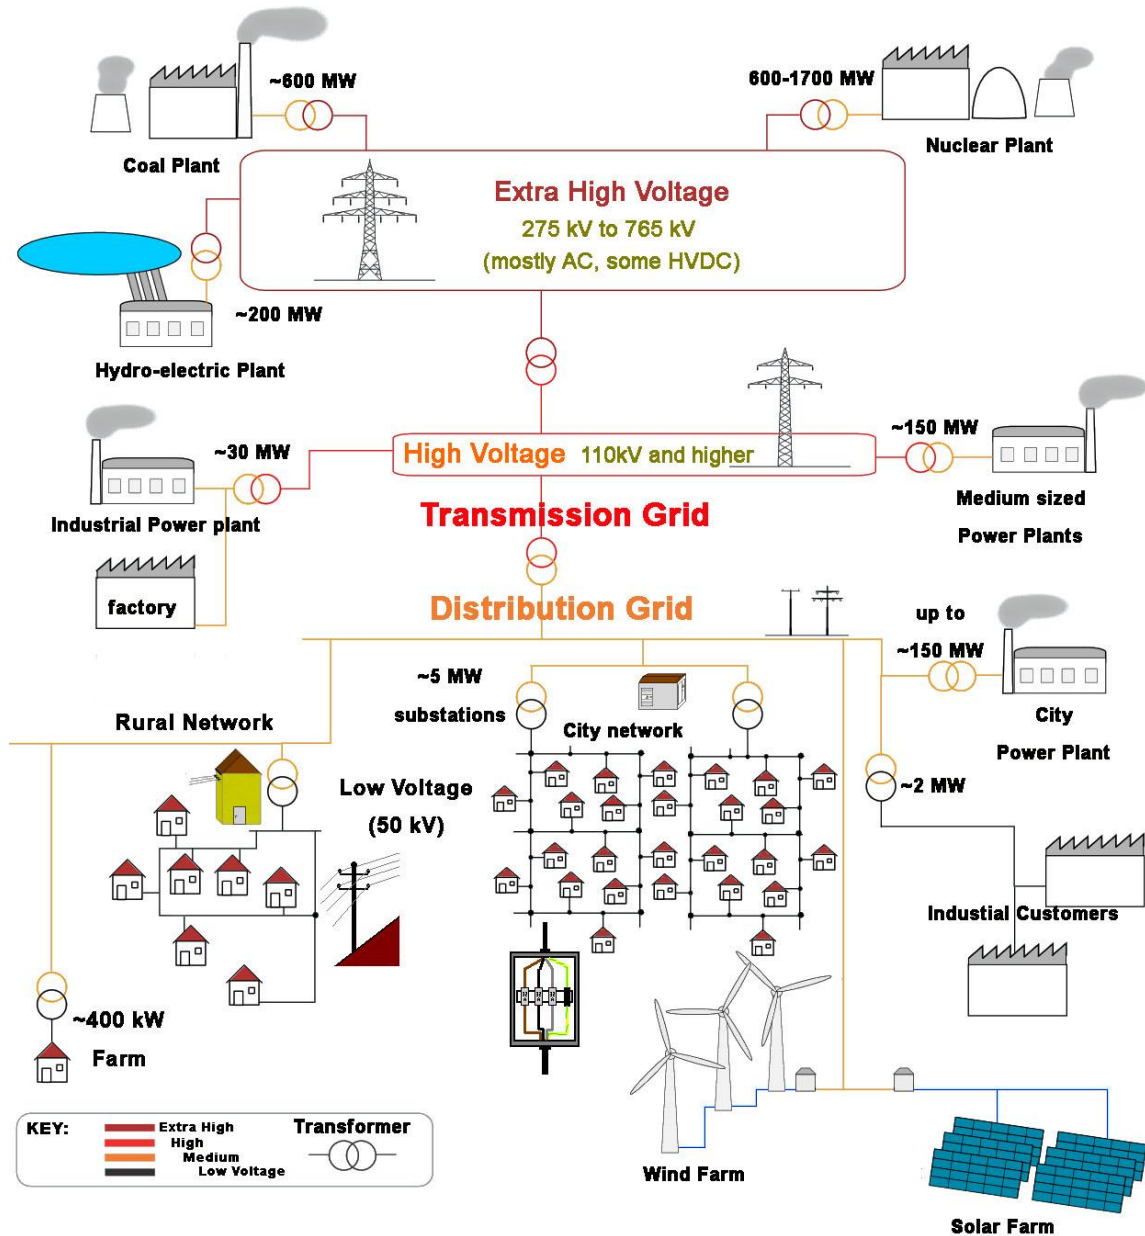 ~600 MW
600-1700 MW
Coal Plant
Nuclear Plant
Extra High Voltage
275 kV to 765 kV
(mostly AC, some HVDC)
~200 MW
Hydro-electric Plant
~30 MW
High Voltage 110kV and higher
~150 MW
Industrial Power plant
Medium sized
Power Plants
Transmission Grid
factory
Distribution Grid
up to
~150 MW
~5 MW
substations
Rural Network
City network
City
Power Plant
Low Voltage
(50 kV)
~2 MW
Industial Customers
~400 kW
Farm
Wind Farm
Solar Farm
KEY:
Extra High
High
Medium
Low Voltage
Transformer